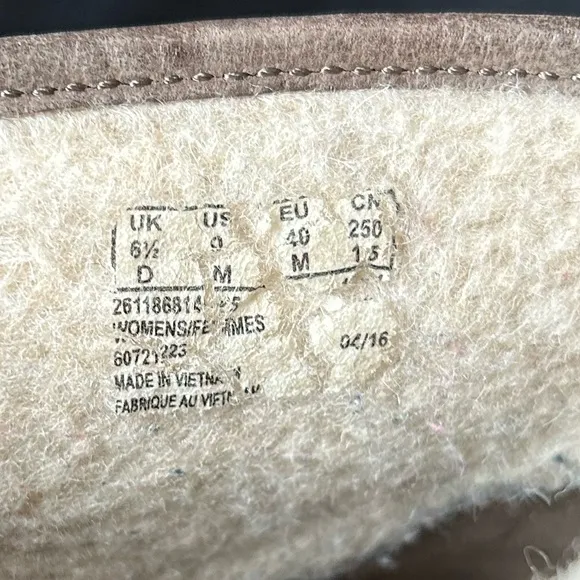 UK US EU CN
6½ 9 40 250
D M M 1.5
261186814
WOMENS/FEMMES
04/16
MADE IN VIETNAM
FABRIQUE AU VIETNAM